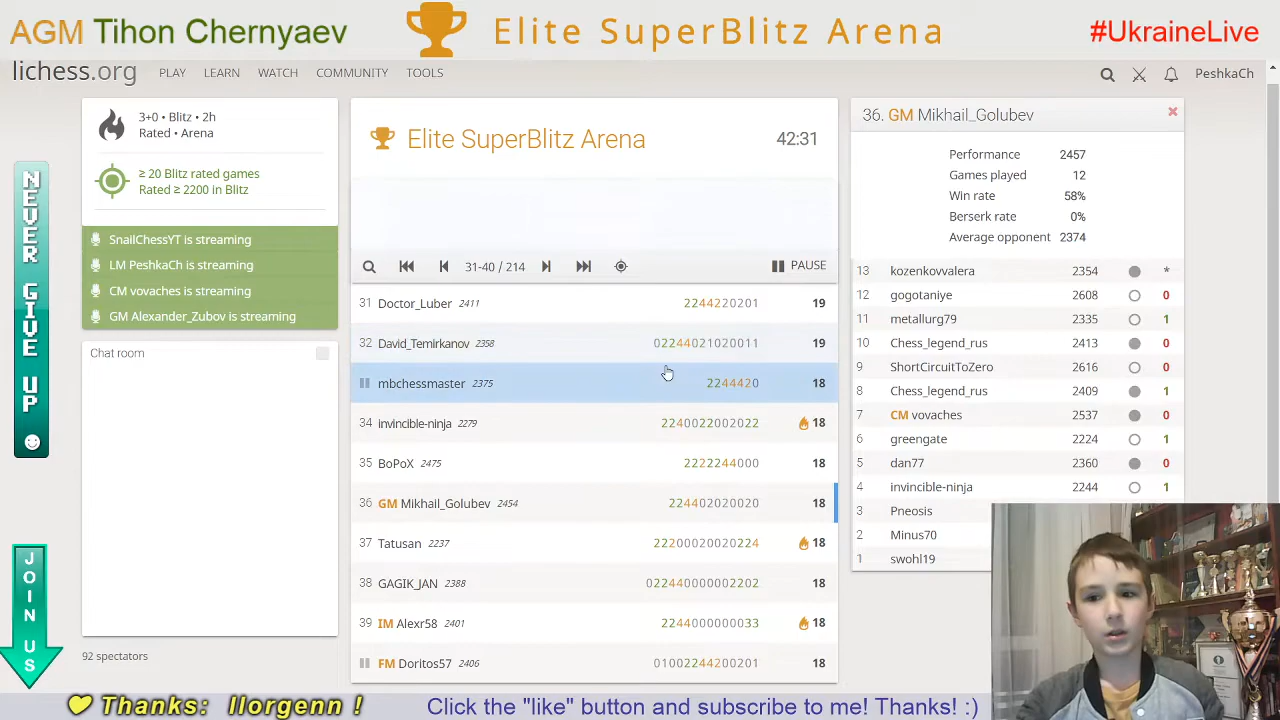 AGM Tihon Chernyaev
Elite SuperBlitz Arena
#UkraineLive
lichess.org PLAY LEARN WATCH COMMUNITY TOOLS PeshkaCh
3+0 • Blitz • 2h
Rated • Arena
≥ 20 Blitz rated games
Rated ≥ 2200 in Blitz
SnailChessYT is streaming
LM PeshkaCh is streaming
CM vovaches is streaming
GM Alexander_Zubov is streaming
Chat room
92 spectators
NEVER GIVE UP
JOIN US
Elite SuperBlitz Arena 42:31
31-40 / 214 PAUSE
31 Doctor_Luber 2411 22442220201 19
32 David_Temirkanov 2358 02244021020011 19
mbchessmaster 2375 2244420 18
34 invincible-ninja 2279 2240022002022 18
35 BoPoX 2475 2222244000 18
36 GM Mikhail_Golubev 2454 224402020020 18
37 Tatusan 2237 22200020020224 18
38 GAGIK_JAN 2388 022440000002202 18
39 IM Alexr58 2401 2244000000033 18
FM Doritos57 2406 01002244200201 18
36. GM Mikhail_Golubev
Performance 2457
Games played 12
Win rate 58%
Berserk rate 0%
Average opponent 2374
13 kozenkovvalera 2354 *
12 gogotaniye 2608 0
11 metallurg79 2335 1
10 Chess_legend_rus 2413 0
9 ShortCircuitToZero 2616 0
8 Chess_legend_rus 2409 1
7 CM vovaches 2537 0
6 greengate 2224 1
5 dan77 2360 0
4 invincible-ninja 2244 1
3 Pneosis
2 Minus70
1 swohl19
Thanks: llorgenn !
Click the "like" button and subscribe to me! Thanks! :)